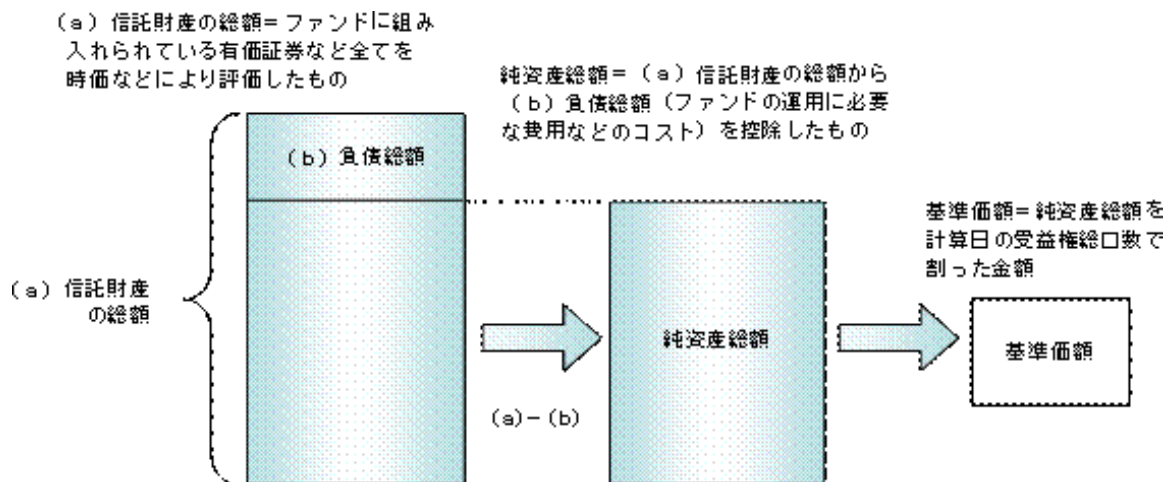 (a)信託財産の総額=ファンドに組み
入れられている有価証券など全てを
時価などにより評価したもの
純資産総額=(a)信託財産の総額から
(b)負債総額(ファンドの運用に必要
な費用などのコスト)を控除したもの
(b)負債総額
基準価額=純資産総額を
計算日の受益権総口数で
割った金額
(a)信託財産
の総額
純資産総額
基準価額
(a)-(b)